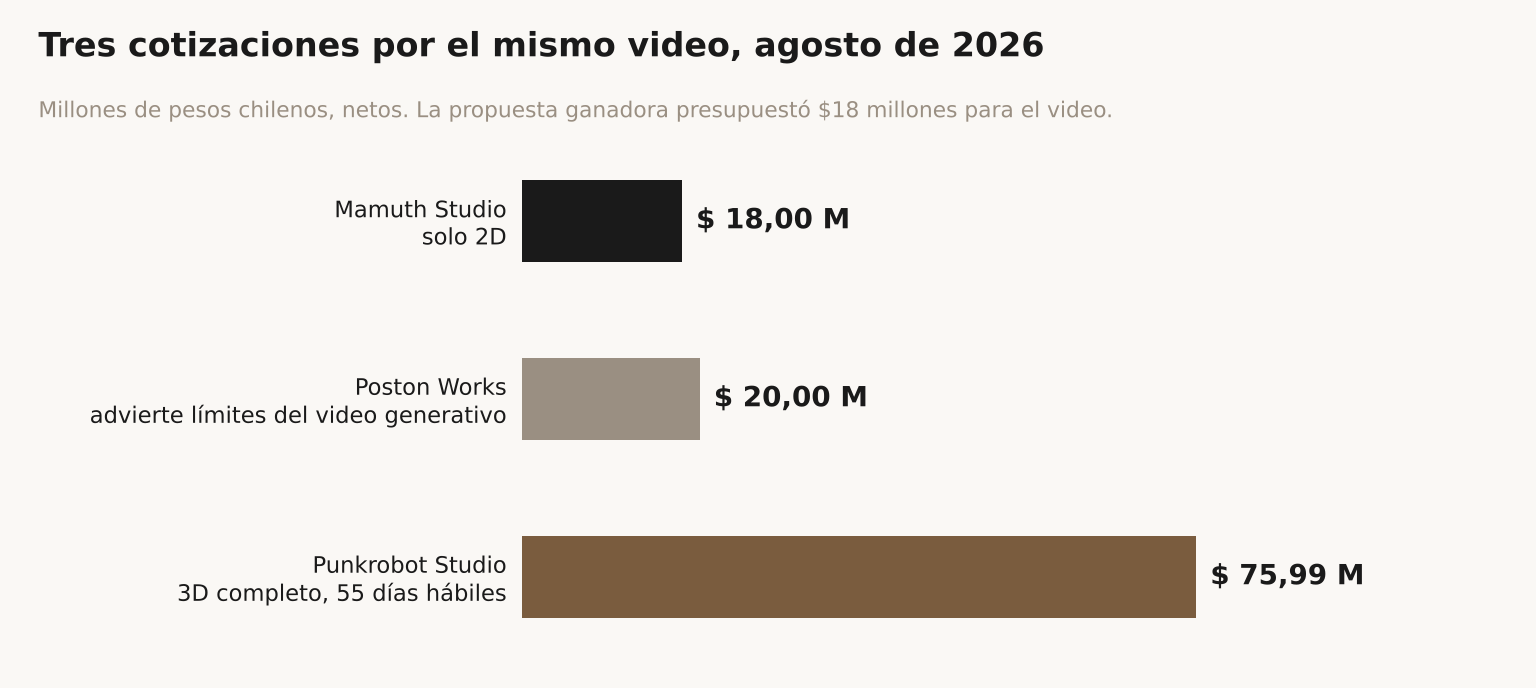 Tres cotizaciones por el mismo video, agosto de 2026
Millones de pesos chilenos, netos. La propuesta ganadora presupuestó $18 millones para el video.
Mamuth Studio
solo 2D
$ 18,00 M
Poston Works
advierte límites del video generativo
$ 20,00 M
Punkrobot Studio
3D completo, 55 días hábiles
$ 75,99 M